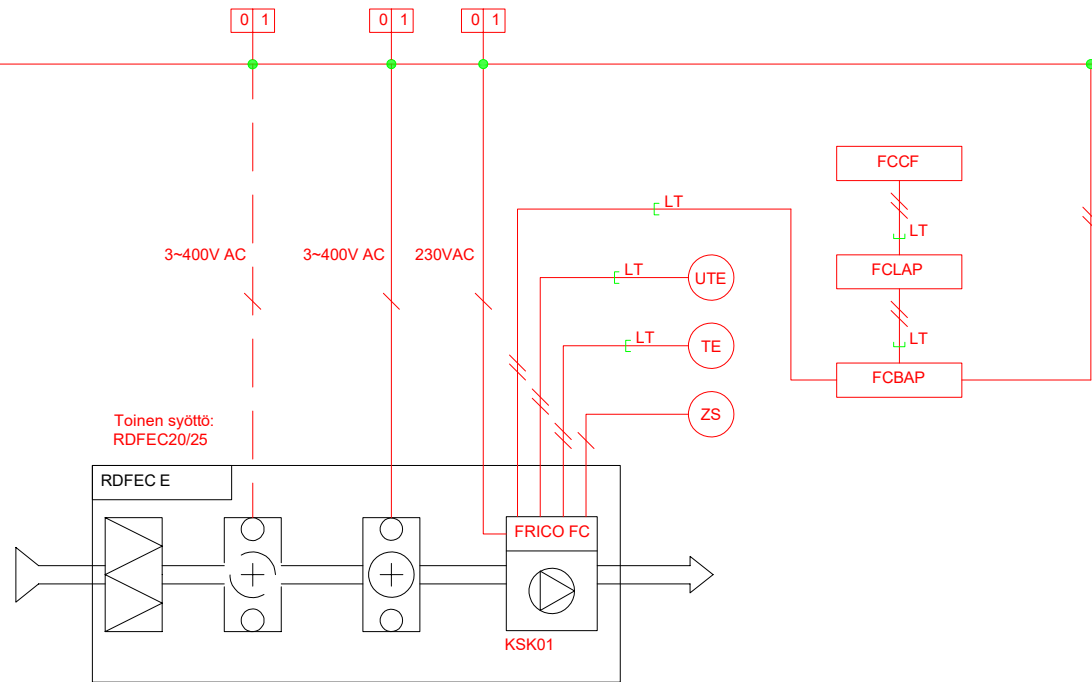 0 1
0 1
0 1
FCCF
LT
LT
3~400V AC
3~400V AC
230VAC
LT
FCLAP
UTE
LT
TE
LT
FCBAP
ZS
Toinen syöttö:
RDFEC20/25
RDFEC E
FRICO FC
KSK01